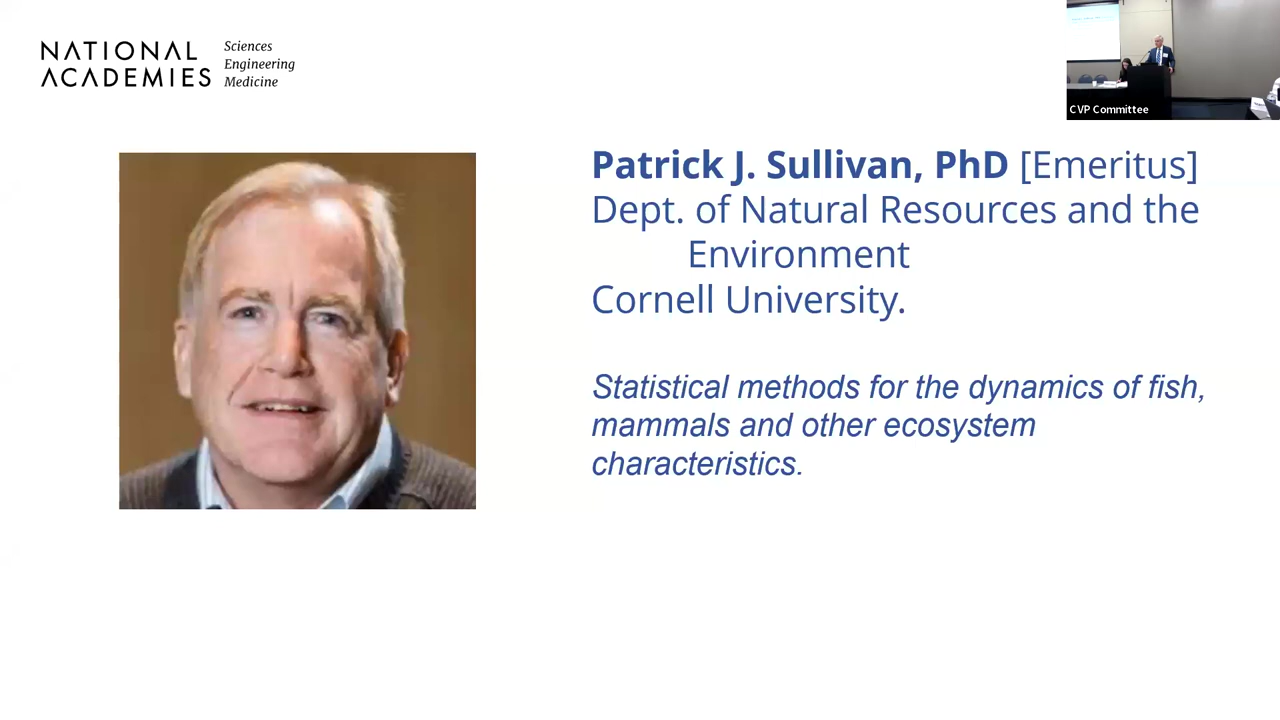 NATIONAL
ACADEMIES
Sciences
Engineering
Medicine
CVP Committee
Patrick J. Sullivan, PhD [Emeritus]
Dept. of Natural Resources and the
Environment
Cornell University.
Statistical methods for the dynamics of fish,
mammals and other ecosystem
characteristics.